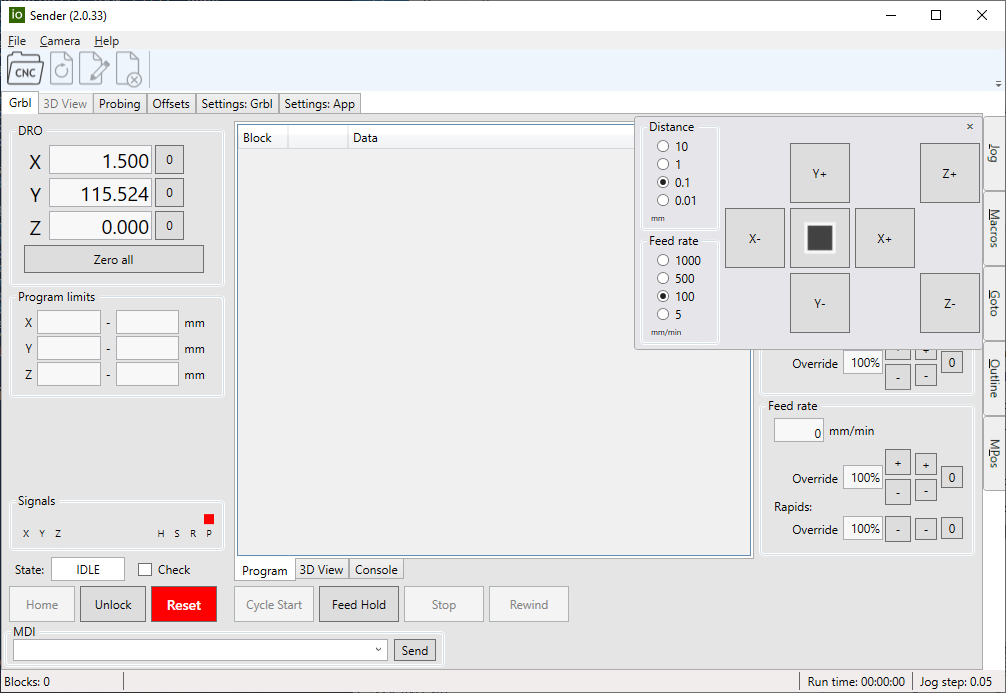 io Sender (2.0.33)
File Camera Help
CNC
Grbl 3D View Probing Offsets Settings: Grbl Settings: App
DRO
X 1.500 0
Y 115.524 0
Z 0.000 0
Zero all
Program limits
X - mm
Y - mm
Z - mm
Signals
X Y Z H S R P
State: IDLE Check
Home Unlock Reset
Block Data
Program 3D View Console
Cycle Start Feed Hold Stop Rewind
MDI
Send
Distance
10
1
0.1
0.01
mm
Feed rate
1000
500
100
5
mm/min
Y+ Z+
X- X+
Y- Z-
Override 100% - + - 0
Feed rate
0 mm/min
Override 100% + - + - 0
Rapids:
Override 100% - - 0
Jog
Macros
Goto
Outline
MPos
Blocks: 0
Run time: 00:00:00 Jog step: 0.05